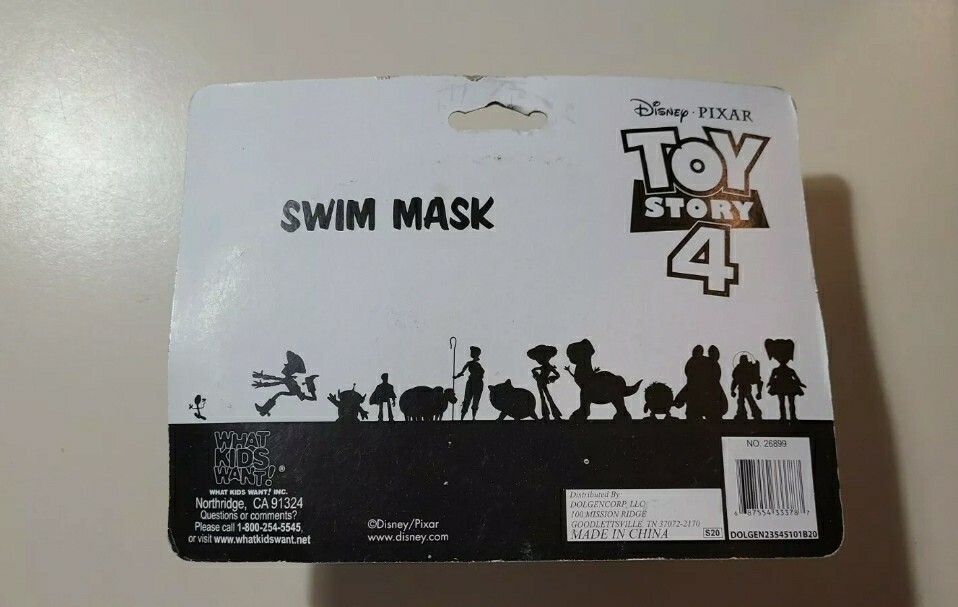 Disney · PIXAR
TOY
STORY
4
SWIM MASK
WHAT
KIDS
WANT!®
WHAT KIDS WANT! INC.
Northridge, CA 91324
Questions or comments?
Please call 1-800-254-5545,
or visit www.whatkidswant.net
©Disney/Pixar
www.disney.com
Distributed By:
DOLGENCORP, LLC
100 MISSION RIDGE
GOODLETTSVILLE, TN 37072-2170
MADE IN CHINA
S20
NO. 26899
DOLGEN23545101B20